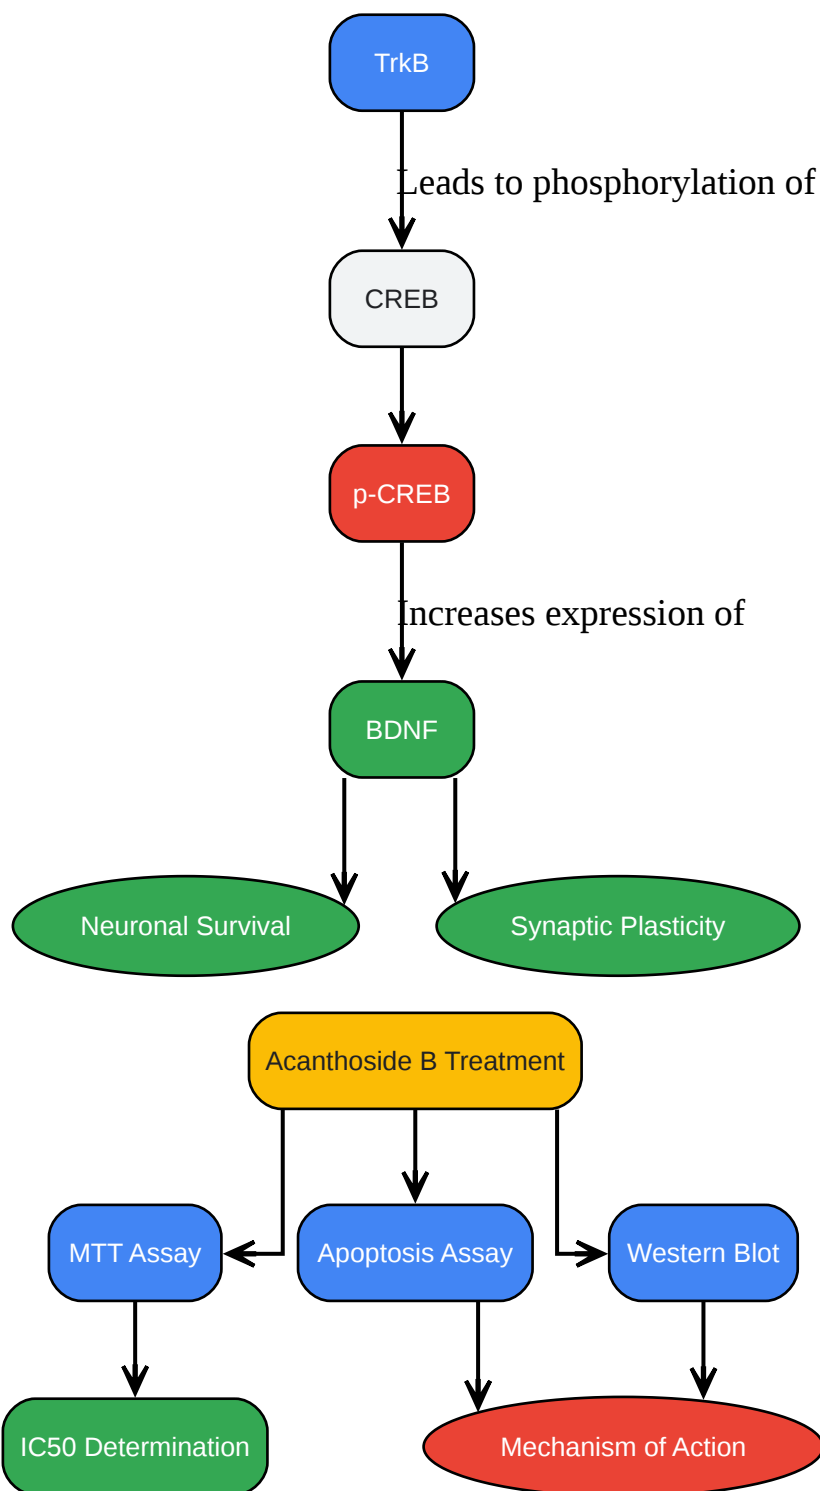 TrkB
Leads to phosphorylation of
CREB
p-CREB
Increases expression of
BDNF
Neuronal Survival
Synaptic Plasticity
Acanthoside B Treatment
MTT Assay
Apoptosis Assay
Western Blot
IC50 Determination
Mechanism of Action